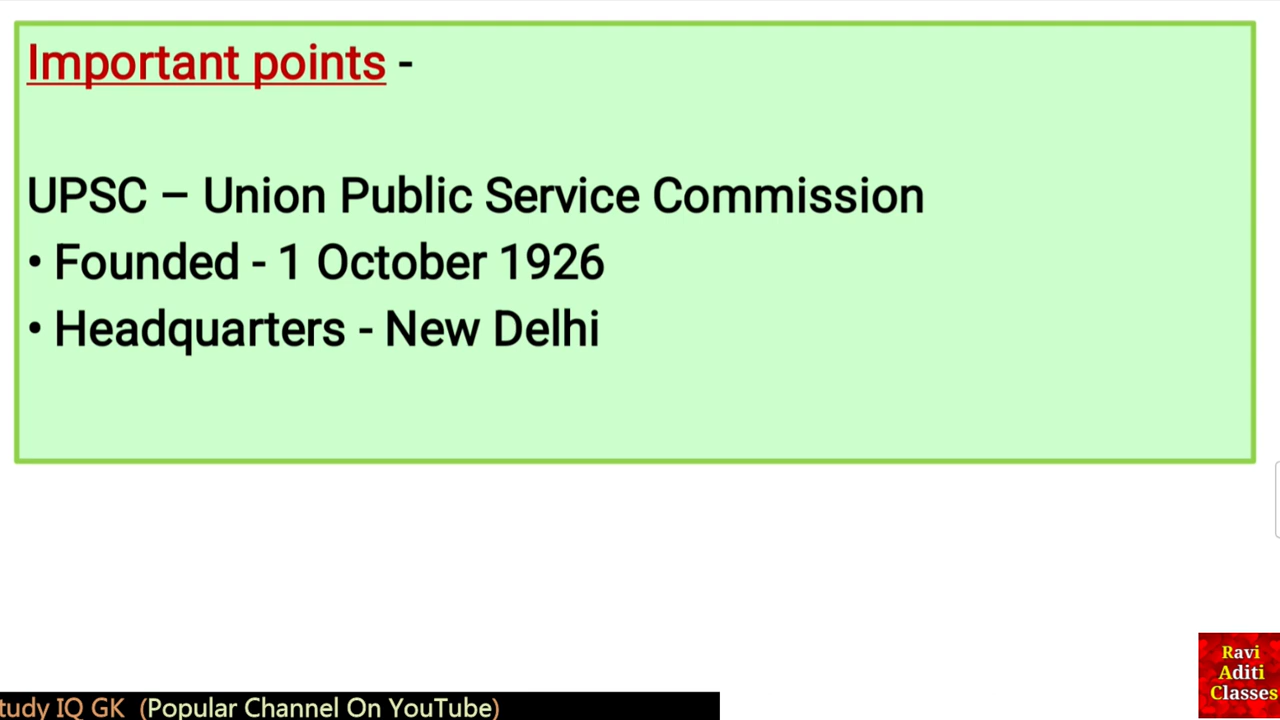 Important points -
UPSC – Union Public Service Commission
• Founded - 1 October 1926
• Headquarters - New Delhi
tudy IQ GK (Popular Channel On YouTube)
Ravi
Aditi
Classes